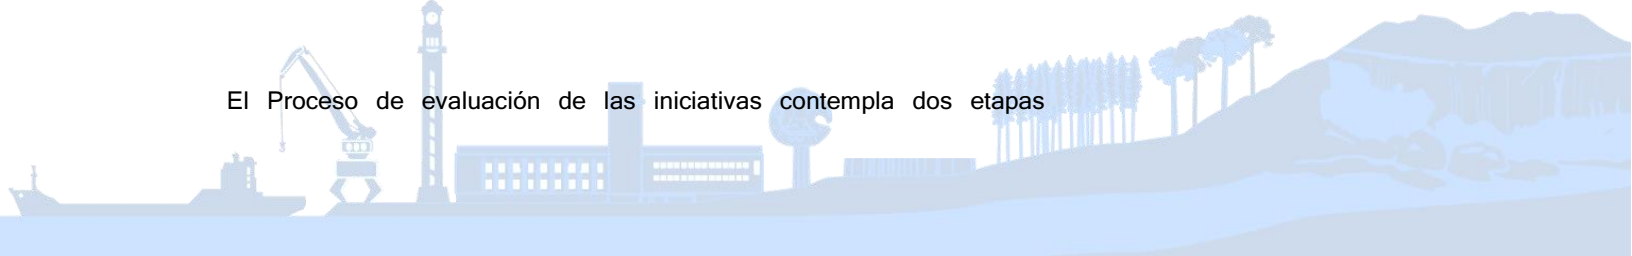 El Proceso de evaluación de las iniciativas contempla dos etapas